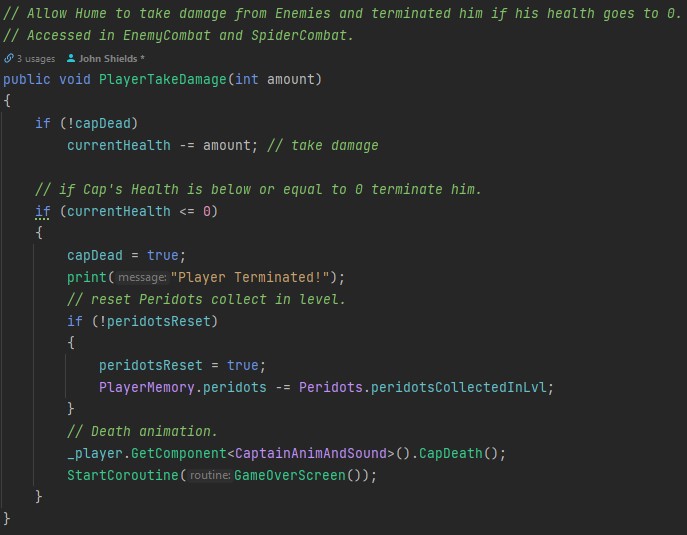 // Allow Hume to take damage from Enemies and terminated him if his health goes to 0.
// Accessed in EnemyCombat and SpiderCombat.
3 usages John Shields *
public void PlayerTakeDamage(int amount)
{
    if (!capDead)
        currentHealth -= amount; // take damage

    // if Cap's Health is below or equal to 0 terminate him.
    if (currentHealth <= 0)
    {
        capDead = true;
        print( message: "Player Terminated!");
        // reset Peridots collect in level.
        if (!peridotsReset)
        {
            peridotsReset = true;
            PlayerMemory.peridots -= Peridots.peridotsCollectedInLvl;
        }
        // Death animation.
        _player.GetComponent<CaptainAnimAndSound>().CapDeath();
        StartCoroutine( routine: GameOverScreen());
    }
}